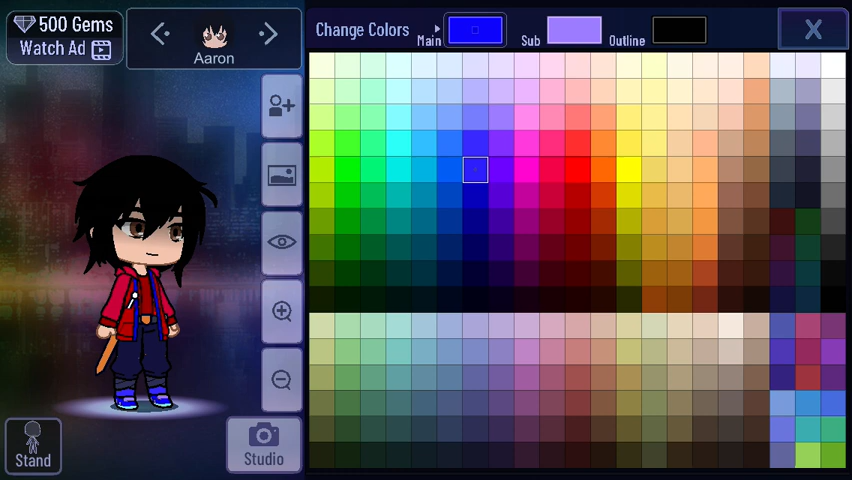 500 Gems
Watch Ad
Aaron
Change Colors
Main
Sub
Outline
X
Stand
Studio